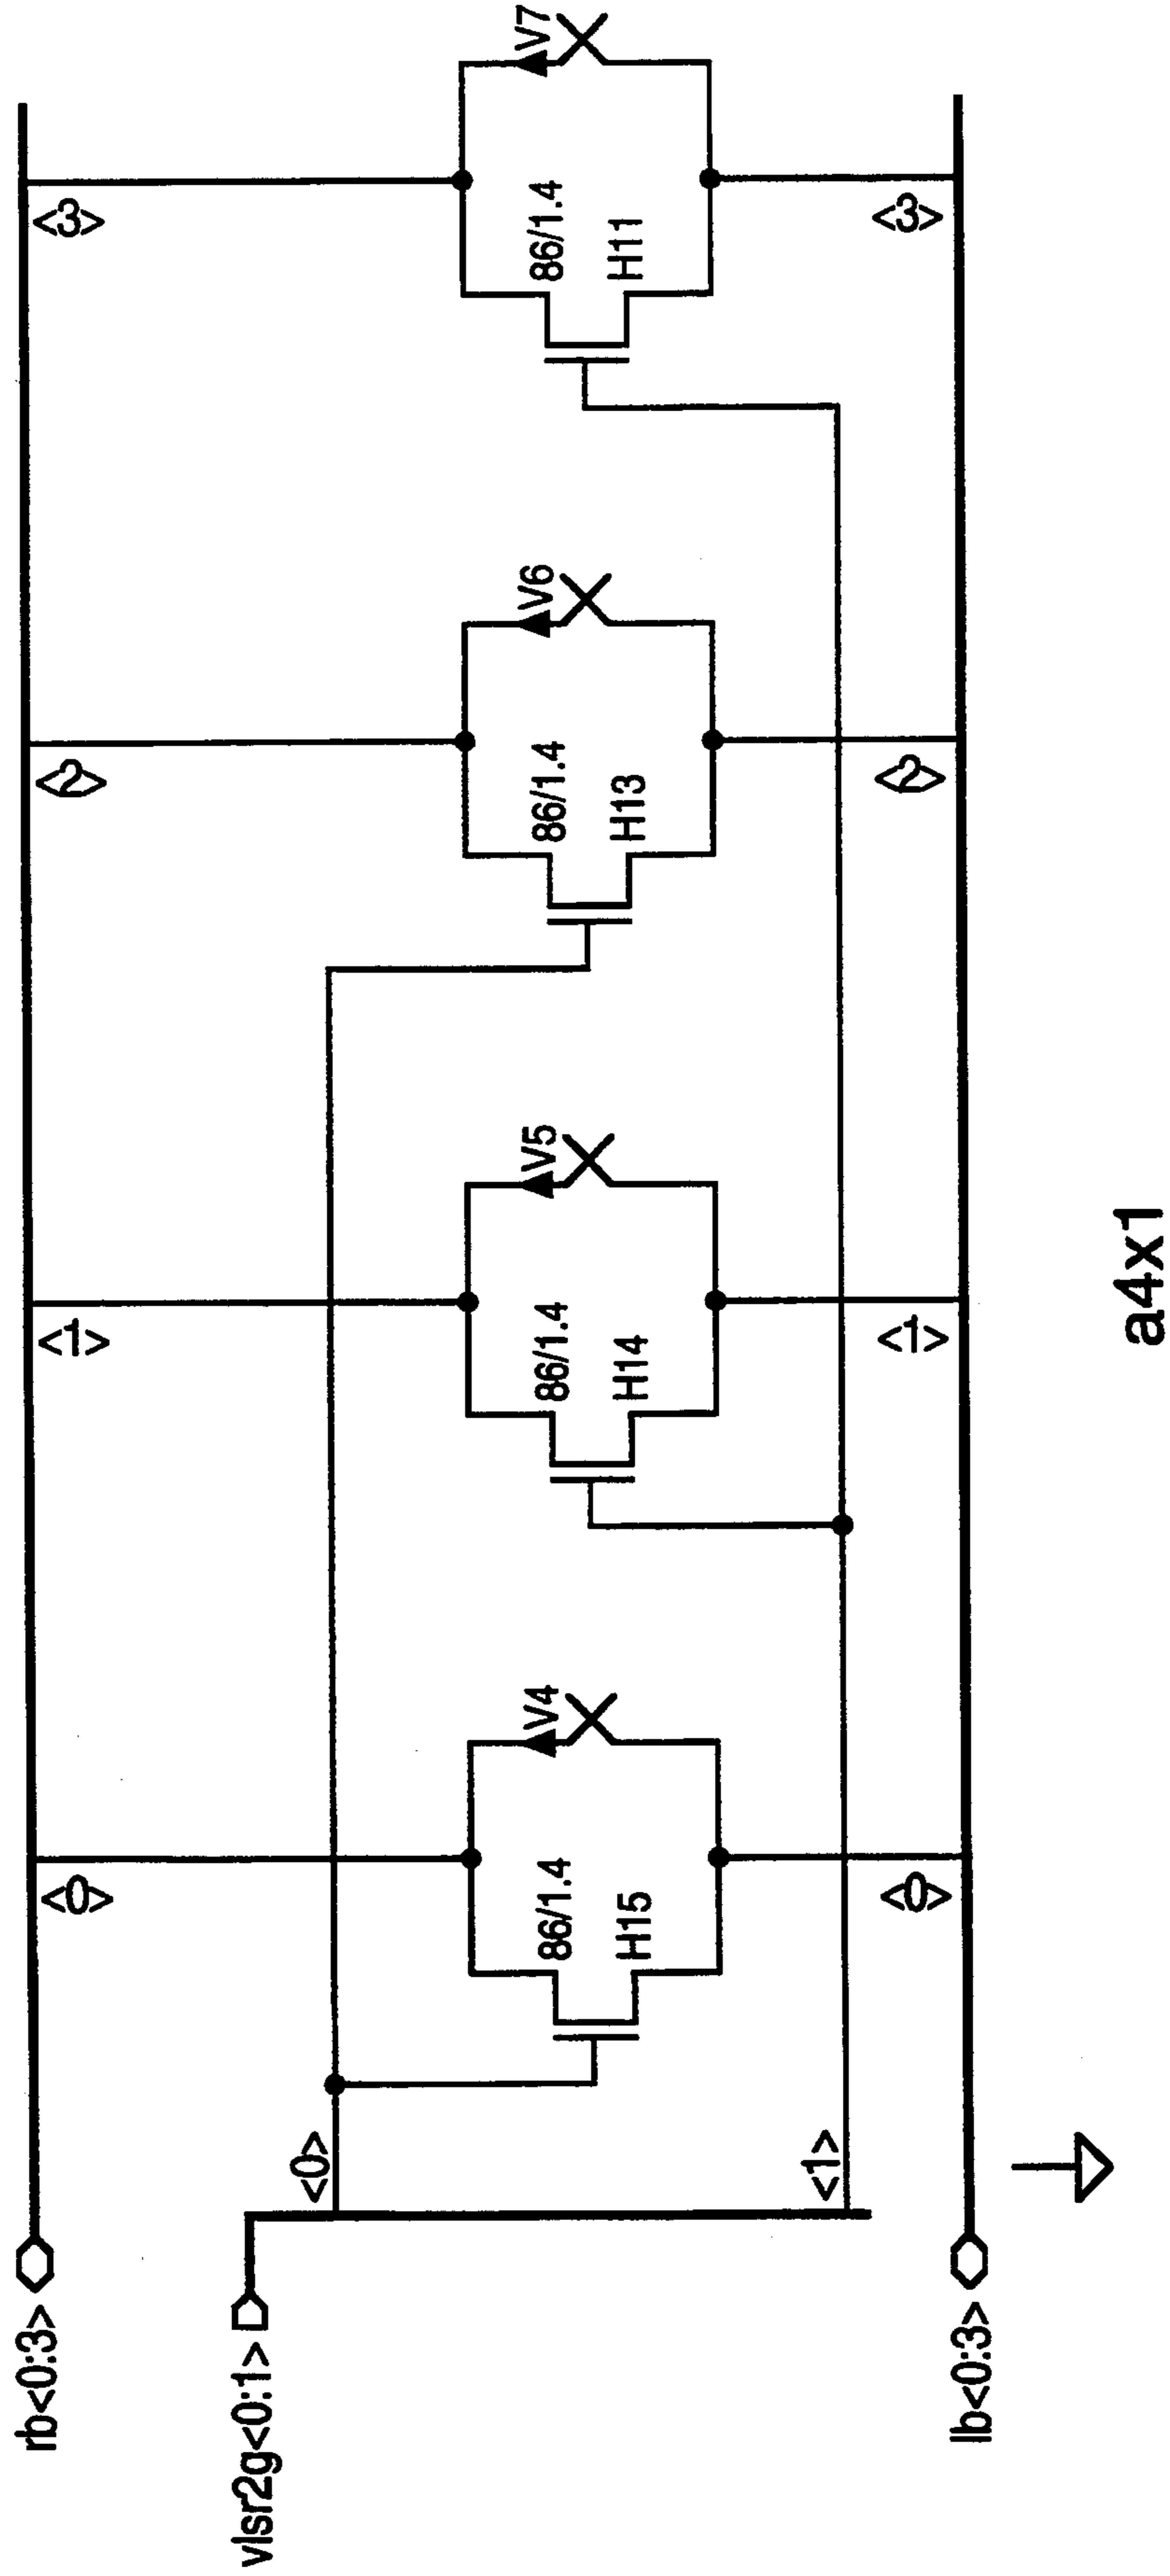 rb<0:3>
<0>
<1>
<2>
<3>
vlsr2g<0:1>
<0>
86/1.4
H15
V4
86/1.4
H14
V5
86/1.4
H13
V6
86/1.4
H11
V7
<1>
<0>
<1>
<2>
<3>
lb<0:3>
a4x1